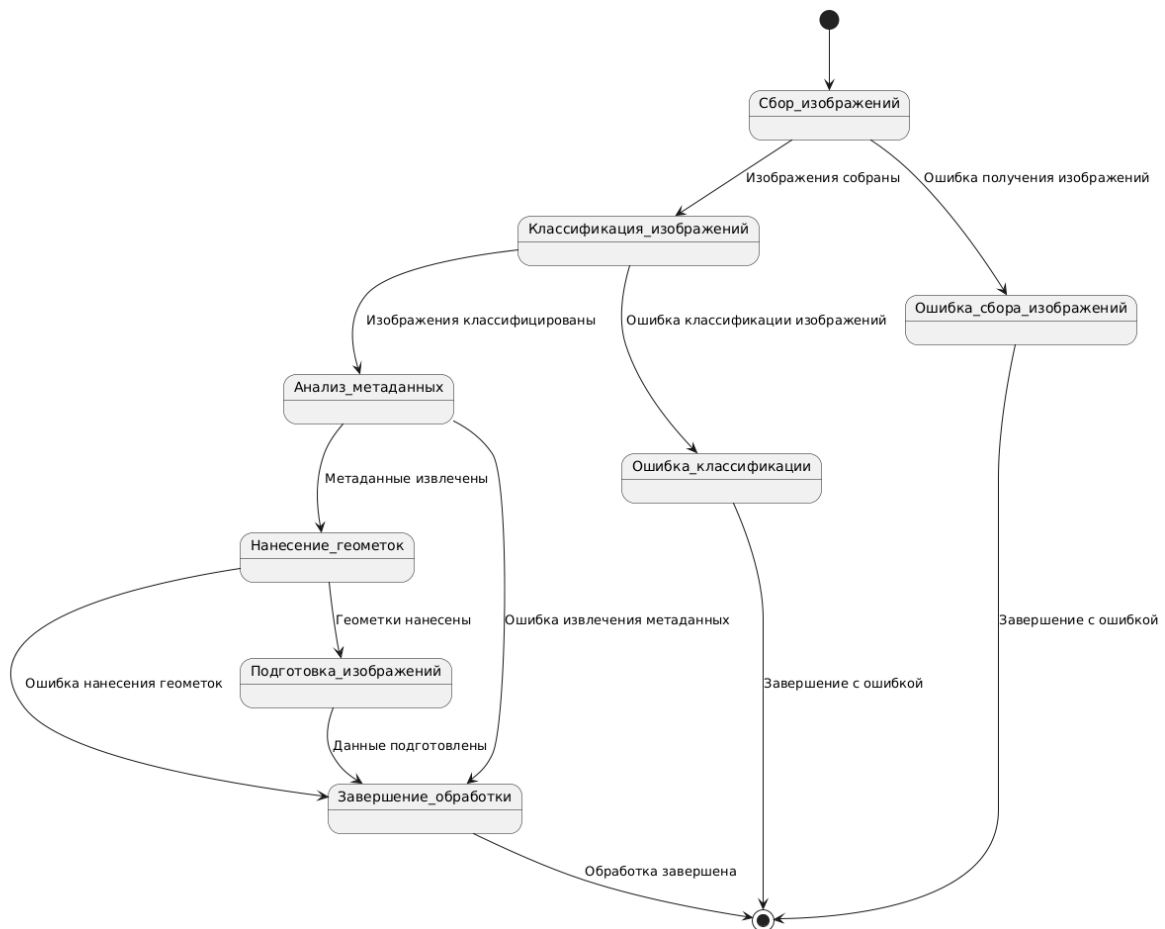 Сбор_изображений
Изображения собраны
Ошибка получения изображений
Классификация_изображений
Ошибка_сбора_изображений
Изображения классифицированы
Ошибка классификации изображений
Анализ_метаданных
Ошибка_классификации
Метаданные извлечены
Нанесение_геометок
Геометки нанесены
Ошибка извлечения метаданных
Завершение с ошибкой
Подготовка_изображений
Ошибка нанесения геометок
Завершение с ошибкой
Данные подготовлены
Завершение_обработки
Обработка завершена